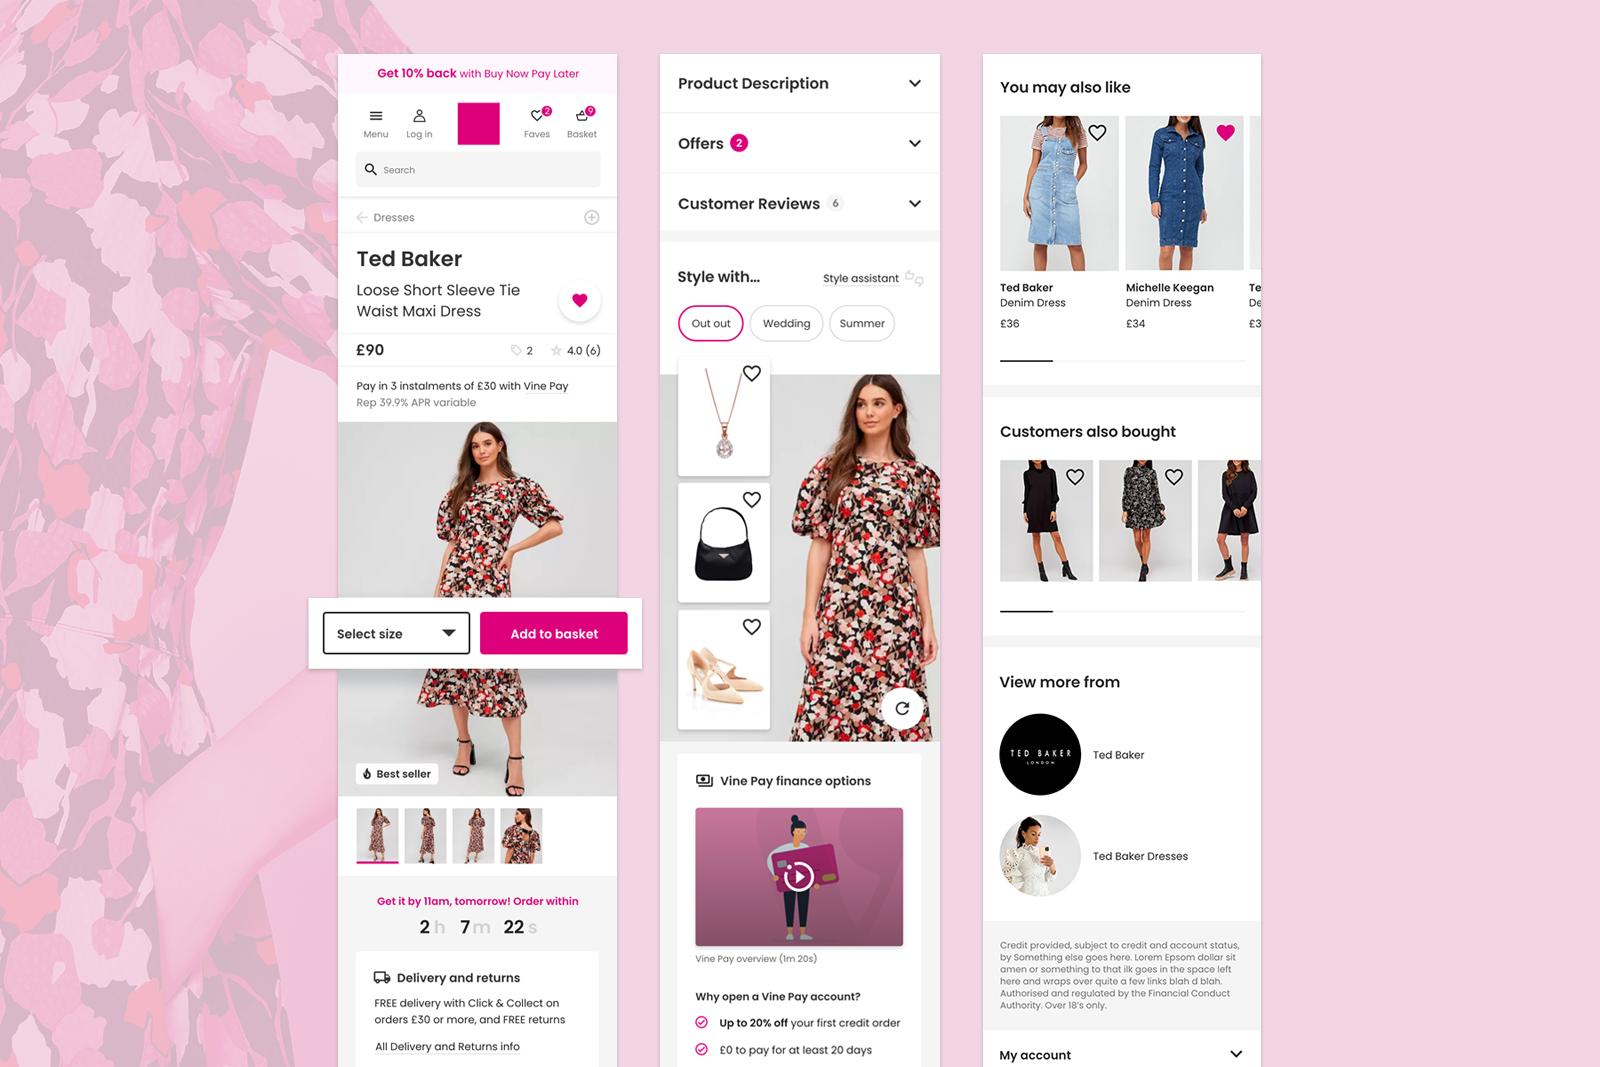 Get 10% back with Buy Now Pay Later
Menu
Log in
2
Faves
9
Basket
Search
Dresses
Ted Baker
Loose Short Sleeve Tie
Waist Maxi Dress
£90
2
4.0 (6)
Pay in 3 instalments of £30 with Vine Pay
Rep 39.9% APR variable
Select size
Add to basket
Best seller
Get it by 11am, tomorrow! Order within
2 h 7 m 22 s
Delivery and returns
FREE delivery with Click & Collect on
orders £30 or more, and FREE returns
All Delivery and Returns info
Product Description
Offers 2
Customer Reviews 6
Style with...
Style assistant
Out out
Wedding
Summer
Vine Pay finance options
Vine Pay overview (1m 20s)
Why open a Vine Pay account?
Up to 20% off your first credit order
£0 to pay for at least 20 days
You may also like
Ted Baker
Denim Dress
£36
Michelle Keegan
Denim Dress
£34
Te
De
£3
Customers also bought
View more from
TED BAKER
LONDON
Ted Baker
Ted Baker Dresses
Credit provided, subject to credit and account status,
by Something else goes here. Lorem Epsom dollar sit
amen or something to that ilk goes in the space left
here and wraps over quite a few links blah d blah.
Authorised and regulated by the Financial Conduct
Authority. Over 18's only.
My account